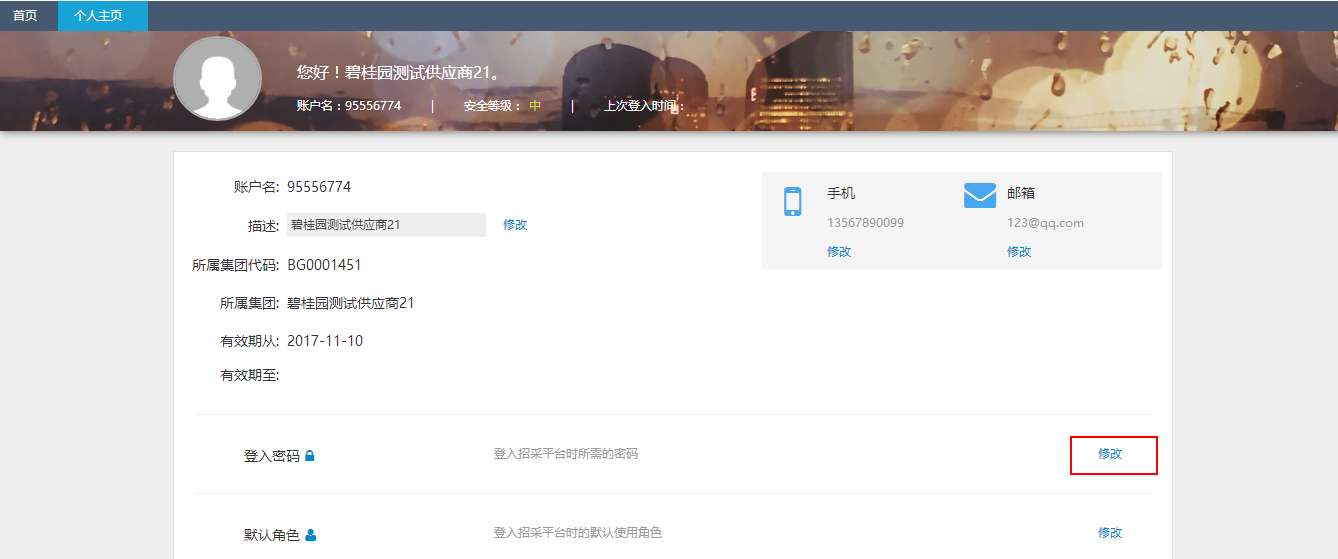 首页 个人主页
您好！碧桂园测试供应商21。
账户名：95556774 | 安全等级： 中 | 上次登入时间：
账户名: 95556774
描述: 碧桂园测试供应商21 修改
所属集团代码: BG0001451
所属集团: 碧桂园测试供应商21
有效期从: 2017-11-10
有效期至:
手机
13567890099
修改
邮箱
123@qq.com
修改
登入密码 登入招采平台时所需的密码 修改
默认角色 登入招采平台时的默认使用角色 修改